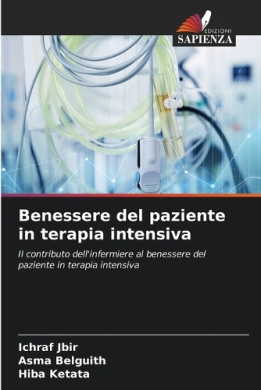 EDIZIONI
SAPIENZA
Benessere del paziente
in terapia intensiva
Il contributo dell'infermiere al benessere del
paziente in terapia intensiva
Ichraf Jbir
Asma Belguith
Hiba Ketata